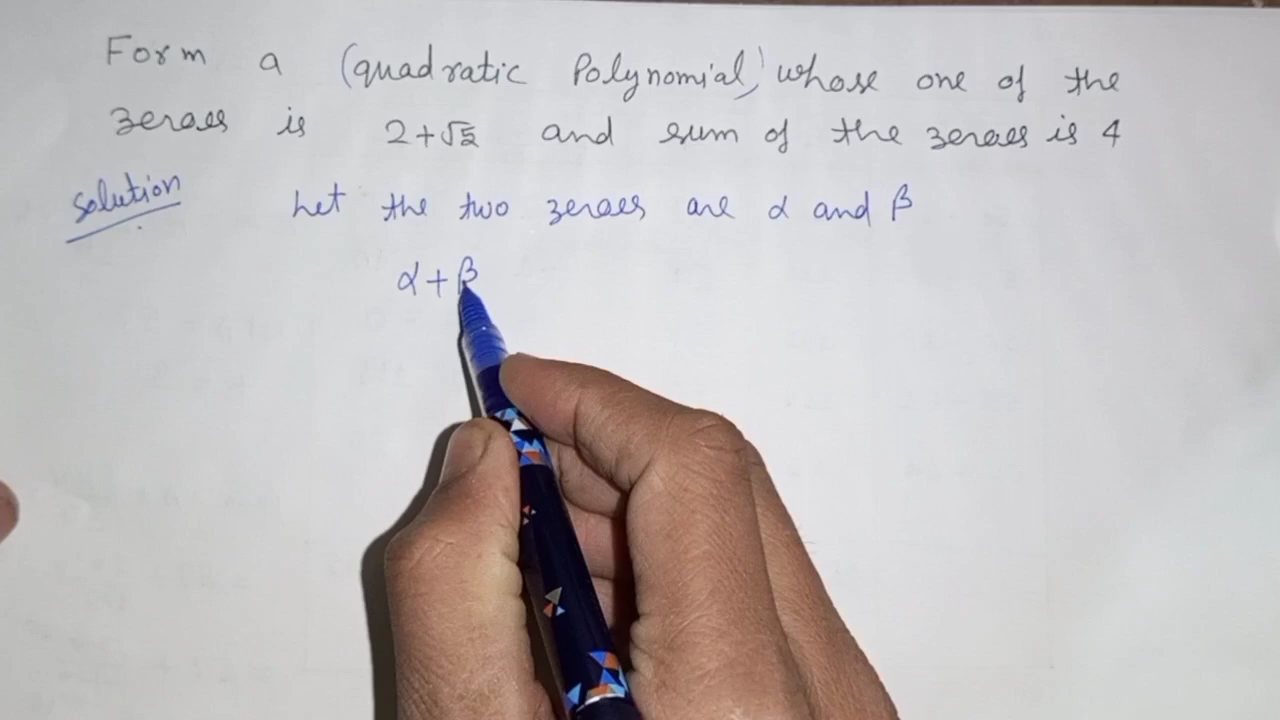 Form a (quadratic Polynomial) whose one of the
zeroes is 2+√5 and sum of the zeroes is 4
Solution Let the two zeroes are α and β
α+β